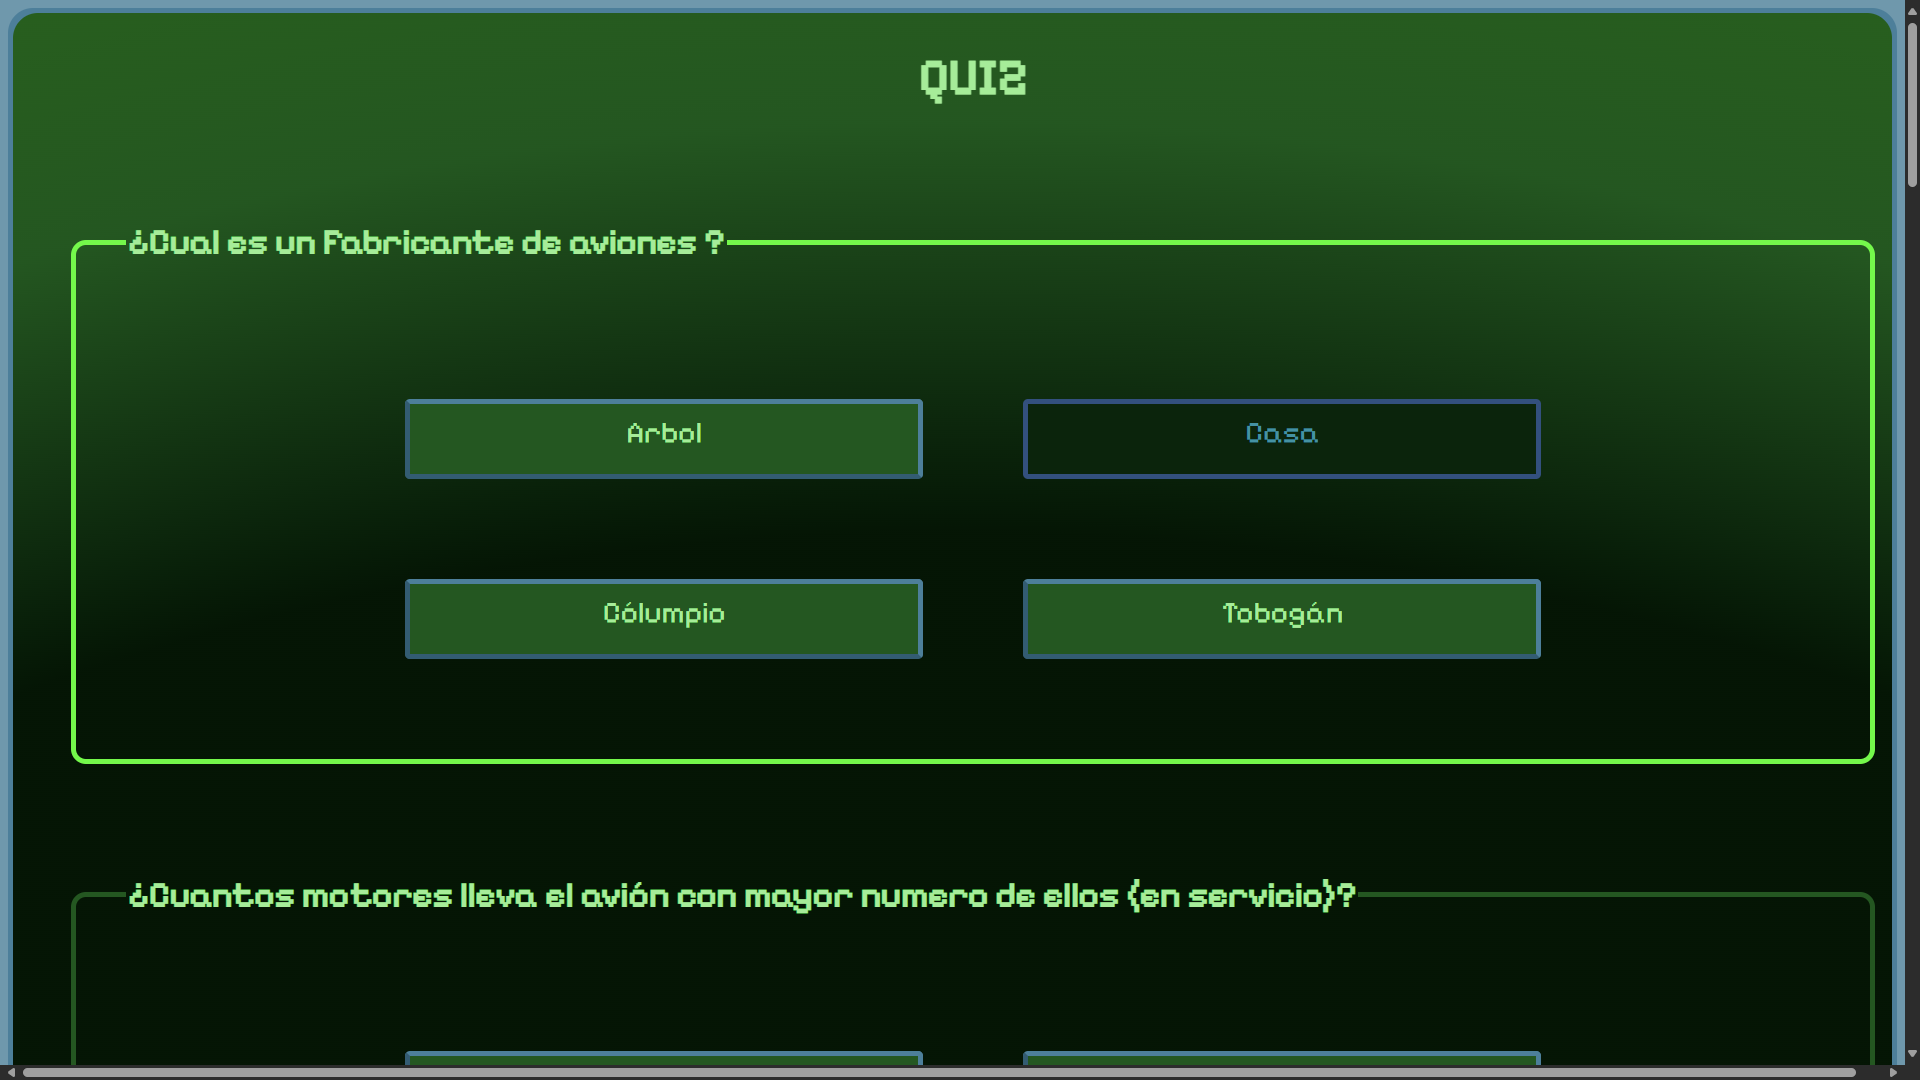 QUIZ
¿Cual es un Fabricante de aviones ?
Arbol
Casa
Cólumpio
Tobogán
¿Cuantos motores lleva el avión con mayor numero de ellos (en servicio)?